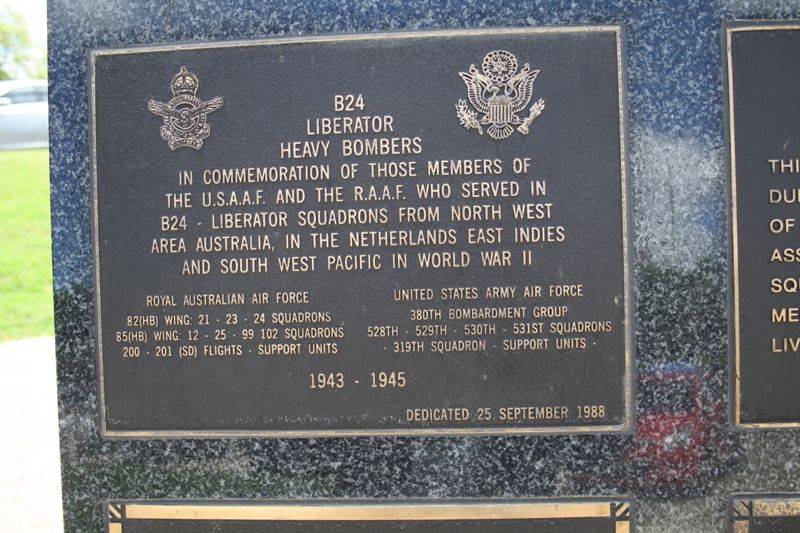 B24
LIBERATOR
HEAVY BOMBERS
IN COMMEMORATION OF THOSE MEMBERS OF
THE U.S.A.A.F. AND THE R.A.A.F. WHO SERVED IN
B24 - LIBERATOR SQUADRONS FROM NORTH WEST
AREA AUSTRALIA, IN THE NETHERLANDS EAST INDIES
AND SOUTH WEST PACIFIC IN WORLD WAR II
ROYAL AUSTRALIAN AIR FORCE
82(HB) WING: 21 - 23 - 24 SQUADRONS
85(HB) WING: 12 - 25 - 99 102 SQUADRONS
200 - 201 (SD) FLIGHTS - SUPPORT UNITS
UNITED STATES ARMY AIR FORCE
380TH BOMBARDMENT GROUP
528TH - 529TH - 530TH - 531ST SQUADRONS
- 319TH SQUADRON - SUPPORT UNITS -
1943 - 1945
DEDICATED 25 SEPTEMBER 1988
THI
DU
OF
ASS
SQ
ME
LIV